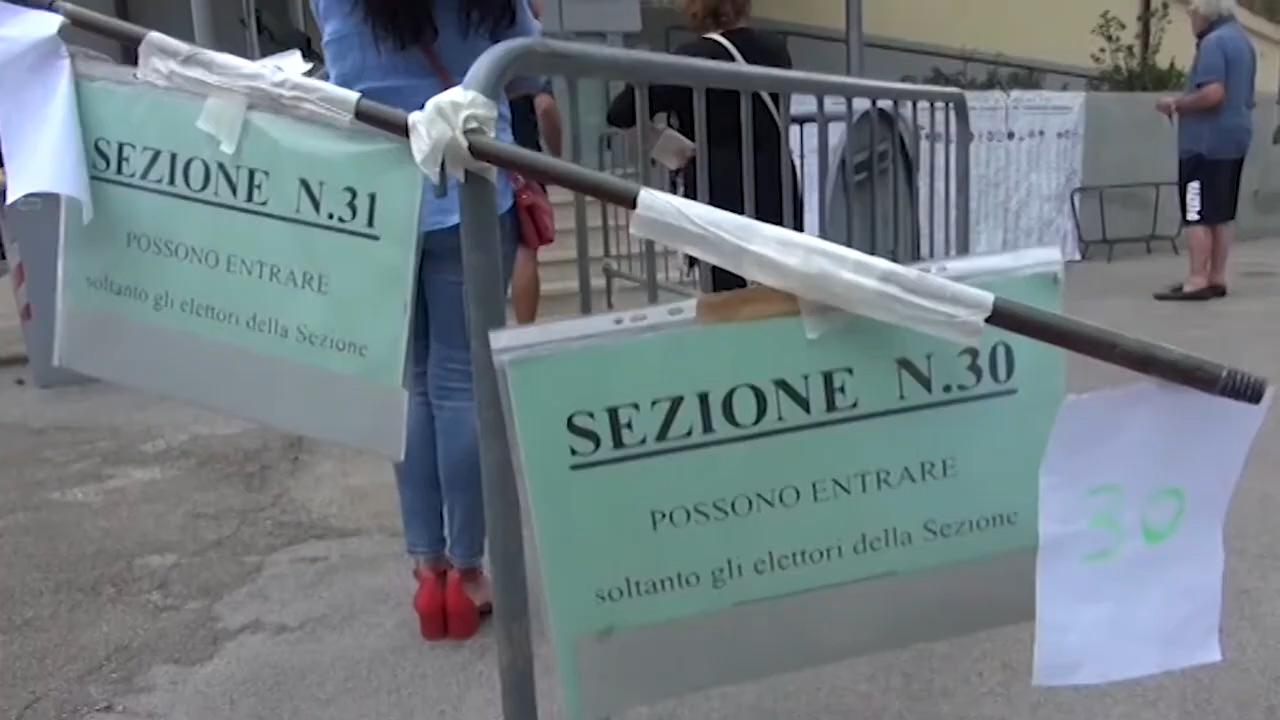 SEZIONE N.31
POSSONO ENTRARE
soltanto gli elettori della Sezione
SEZIONE N.30
POSSONO ENTRARE
soltanto gli elettori della Sezione
30
PUMA